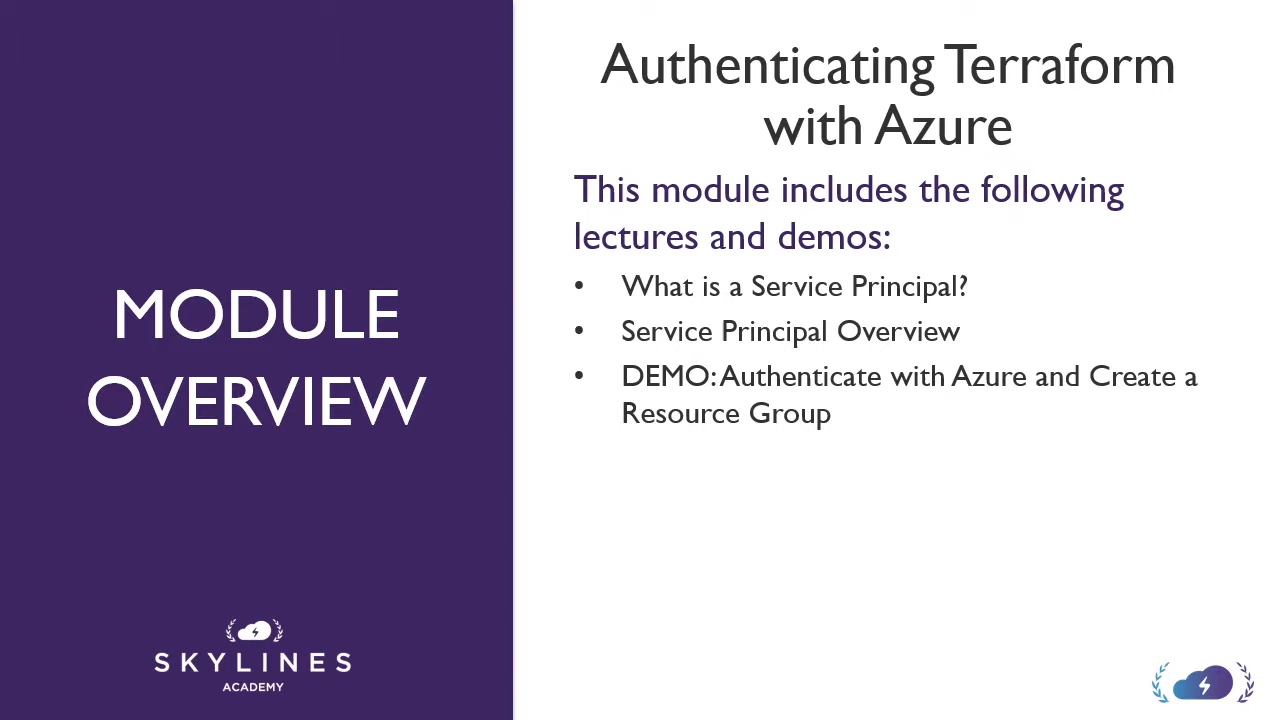 MODULE
OVERVIEW
SKYLINES
ACADEMY
Authenticating Terraform
with Azure
This module includes the following
lectures and demos:
• What is a Service Principal?
• Service Principal Overview
• DEMO: Authenticate with Azure and Create a
Resource Group